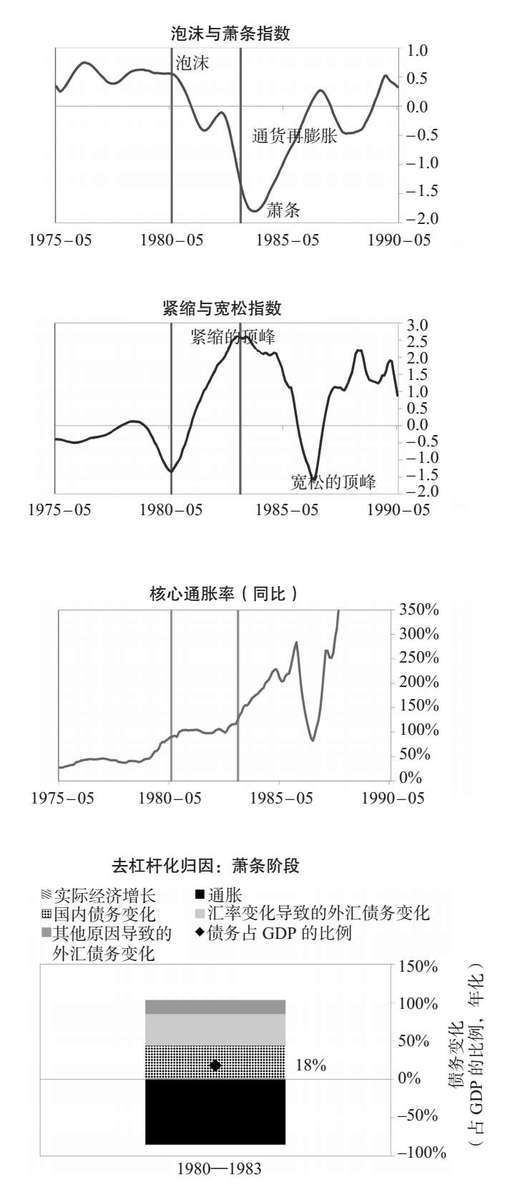 泡沫与萧条指数
泡沫
通货再膨胀
萧条
1.0
0.5
0.0
−0.5
−1.0
−1.5
−2.0
1975−05 1980−05 1985−05 1990−05
紧缩与宽松指数
紧缩的顶峰
宽松的顶峰
3.0
2.5
2.0
1.5
1.0
0.5
0.0
−0.5
−1.0
−1.5
−2.0
1975−05 1980−05 1985−05 1990−05
核心通胀率（同比）
350%
300%
250%
200%
150%
100%
50%
0%
1975−05 1980−05 1985−05 1990−05
去杠杆化归因：萧条阶段
实际经济增长 通胀
国内债务变化 汇率变化导致的外汇债务变化
其他原因导致的 债务占 GDP 的比例
外汇债务变化
150%
100%
50%
0%
−50%
−100%
18%
债务变化
（占 GDP 的比例，年化）
1980—1983